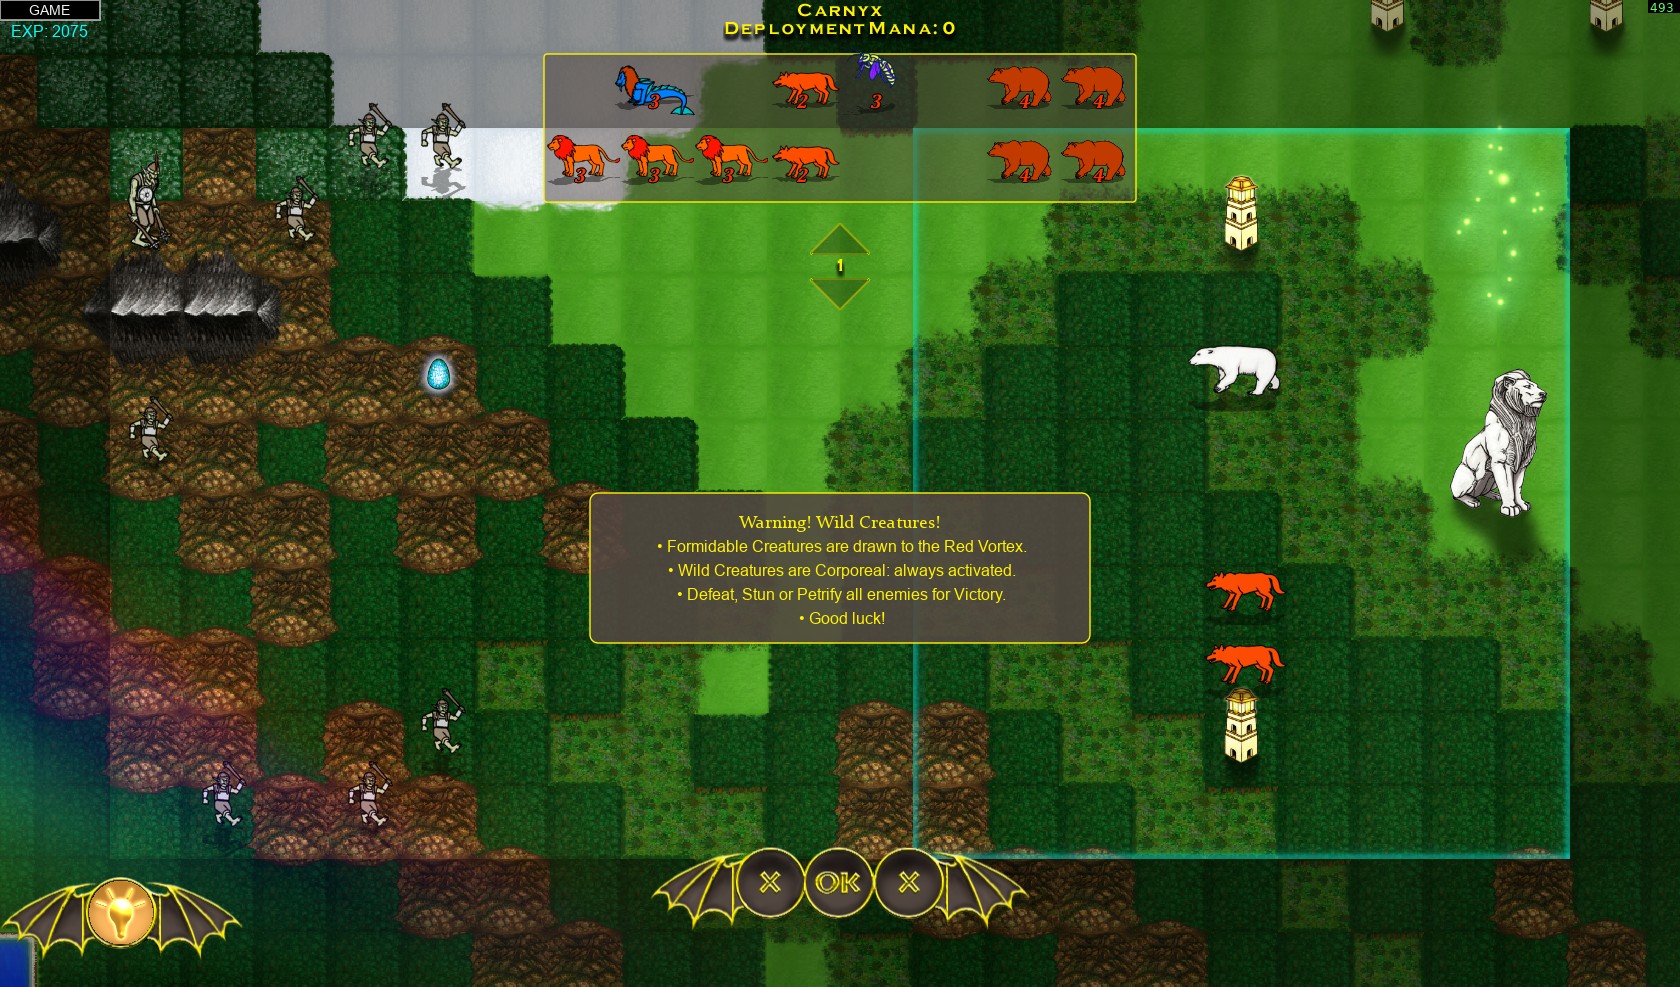 GAME
EXP: 2075
Carnyx
Deployment Mana: 0
493
3 2 3 4 4
3 3 3 2 4 4
1
Warning! Wild Creatures!
• Formidable Creatures are drawn to the Red Vortex.
• Wild Creatures are Corporeal: always activated.
• Defeat, Stun or Petrify all enemies for Victory.
• Good luck!
X OK X